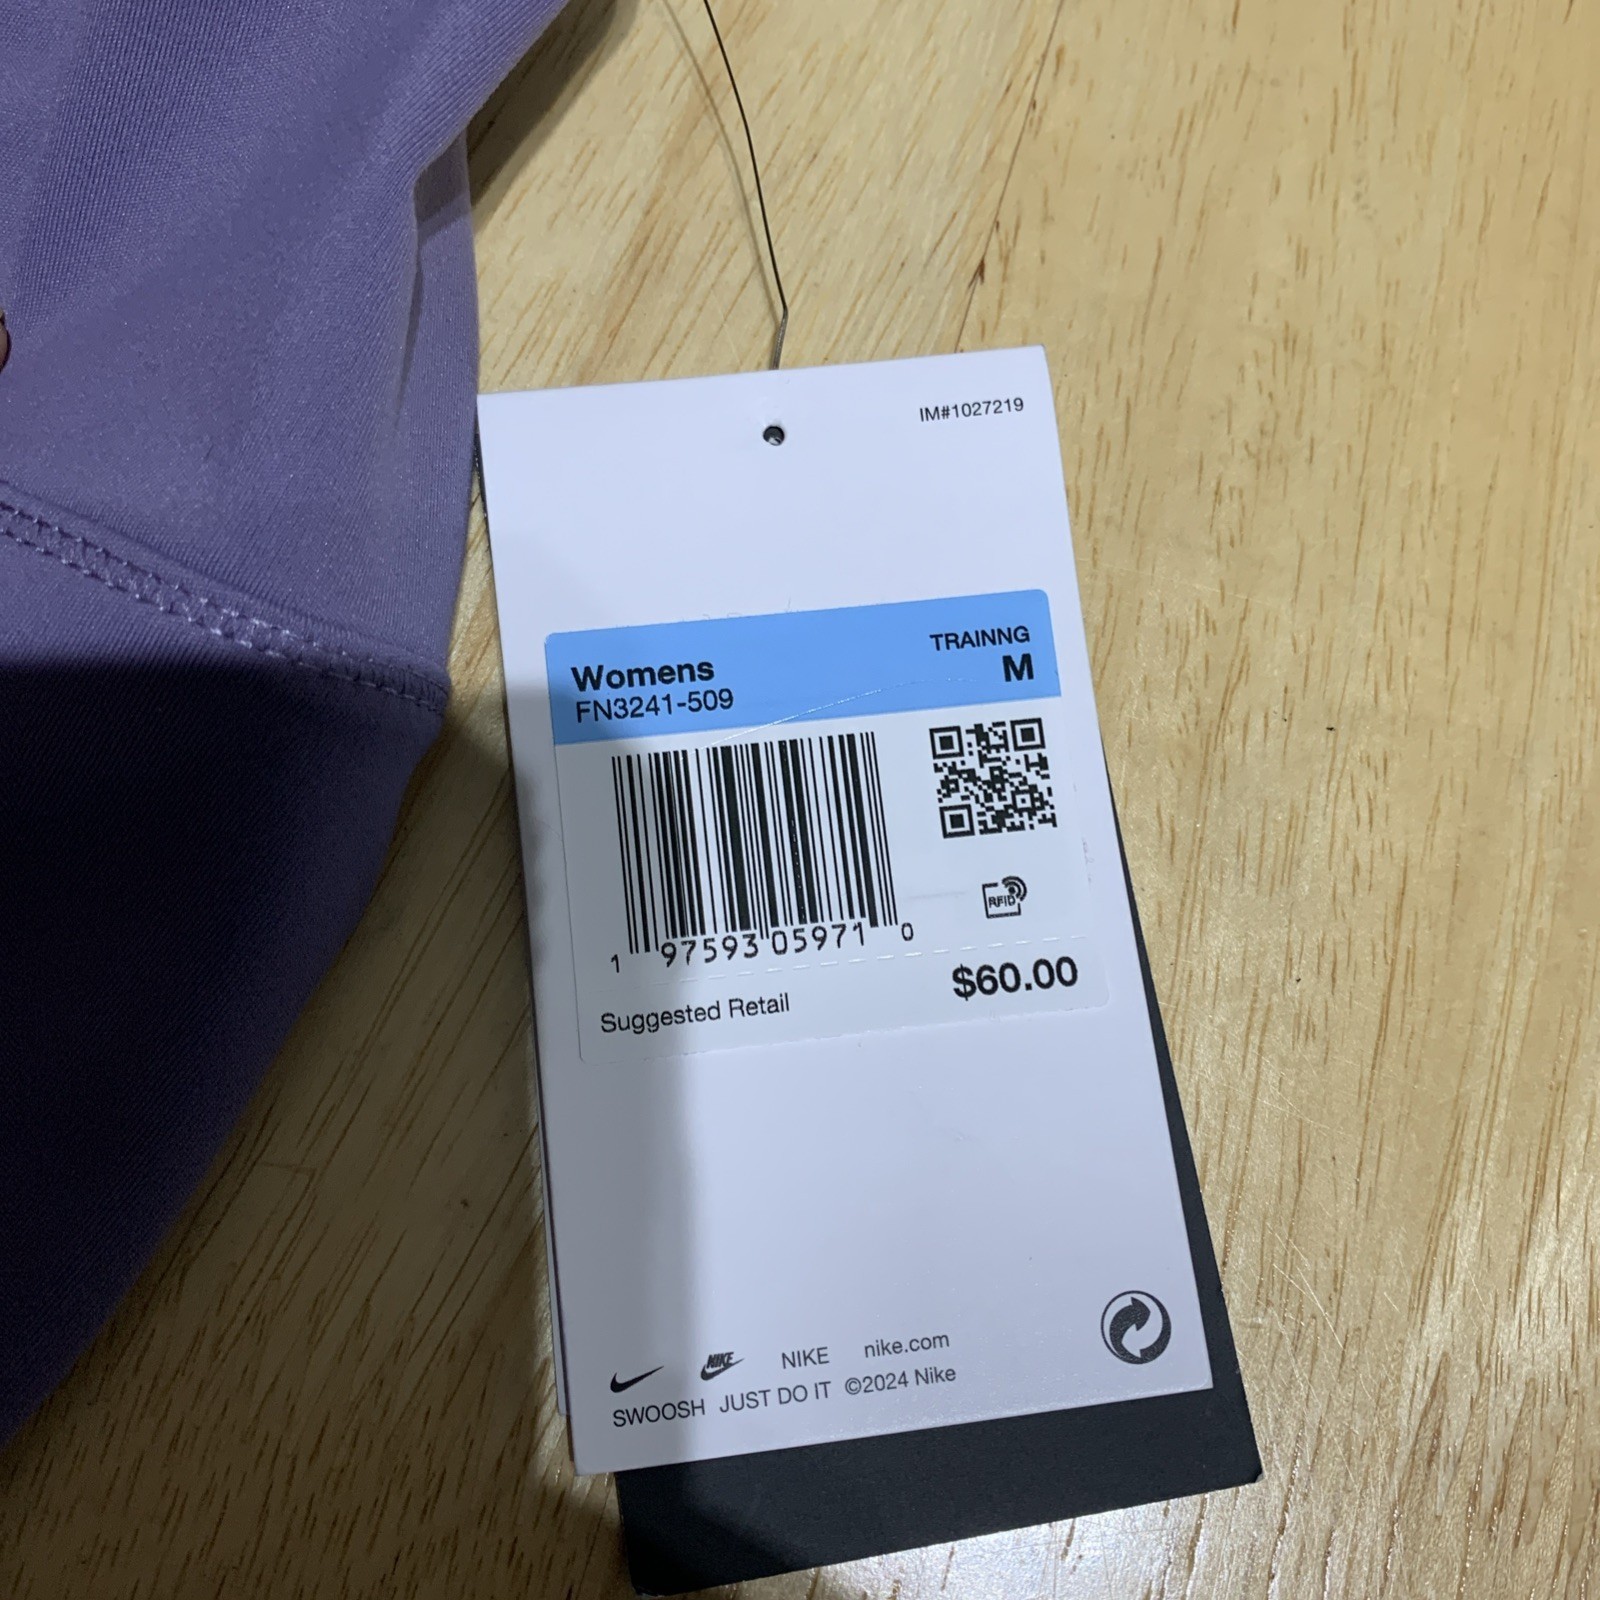 IM#1027219
Womens
FN3241-509
TRAINNG
M
RFID
1 97593 05971 0
Suggested Retail
$60.00
NIKE NIKE nike.com
SWOOSH JUST DO IT ©2024 Nike